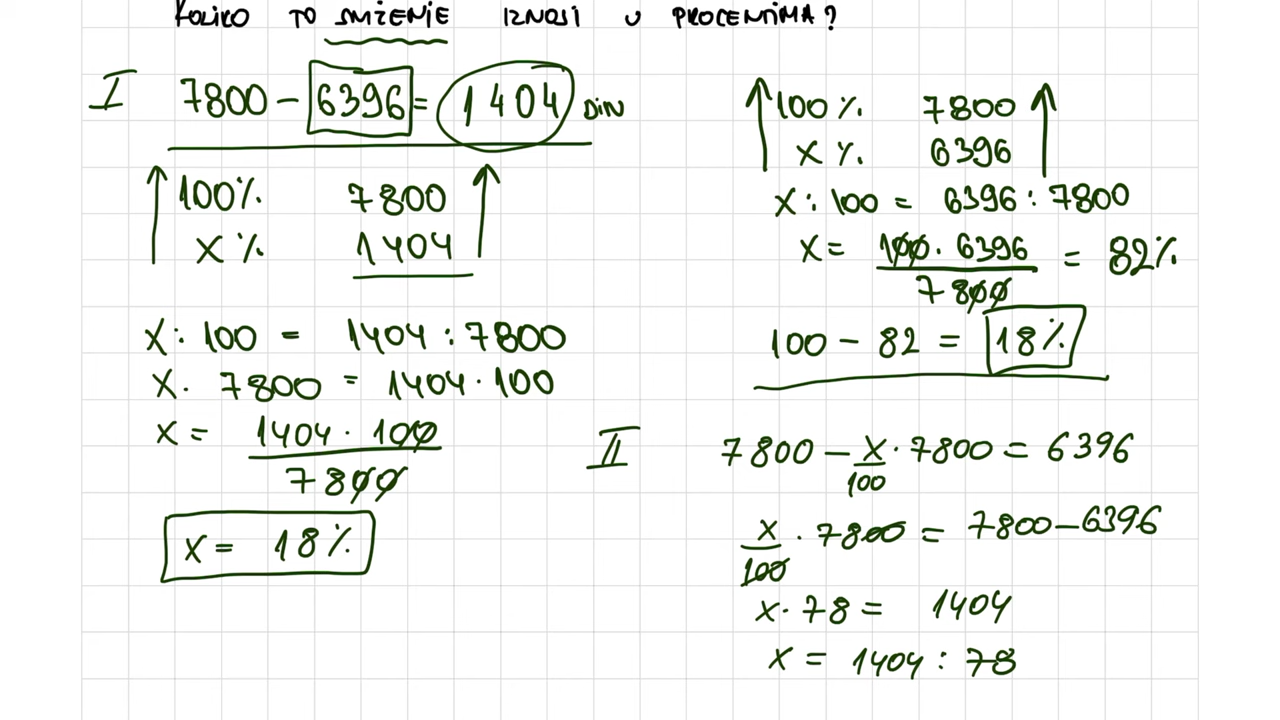 KOLIKO TO SNIŽENJE IZNOSI U PROCENTIMA?
I 7800 - 6396 = 1404 DIN
100% 7800
X% 1404
X : 100 = 1404 : 7800
X · 7800 = 1404 · 100
X = 1404 · 100 / 7800
X = 18%
100% 7800
X% 6396
X : 100 = 6396 : 7800
X = 100 · 6396 / 7800 = 82%
100 - 82 = 18%
II 7800 - X/100 · 7800 = 6396
X/100 · 7800 = 7800 - 6396
X · 78 = 1404
X = 1404 : 78